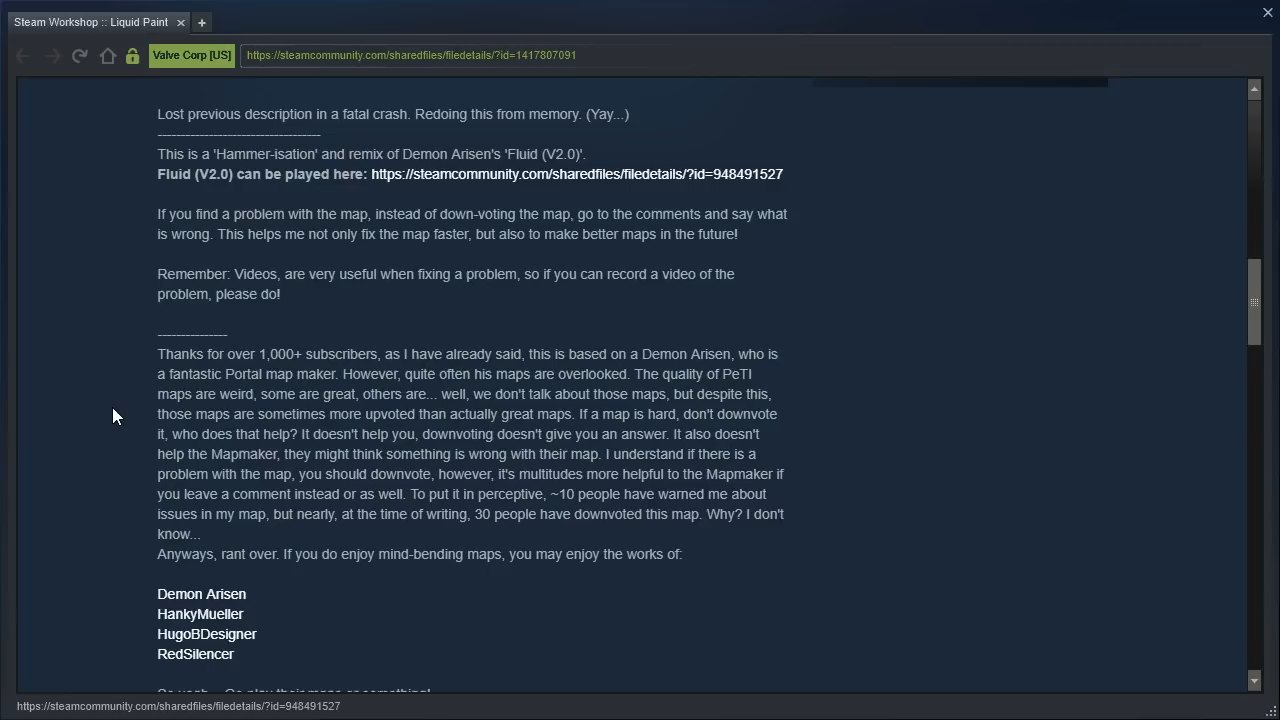 Steam Workshop :: Liquid Paint
Valve Corp [US]
https://steamcommunity.com/sharedfiles/filedetails/?id=1417807091
Lost previous description in a fatal crash. Redoing this from memory. (Yay...)
-----------------------------------
This is a 'Hammer-isation' and remix of Demon Arisen's 'Fluid (V2.0)'.
Fluid (V2.0) can be played here: https://steamcommunity.com/sharedfiles/filedetails/?id=948491527
If you find a problem with the map, instead of down-voting the map, go to the comments and say what
is wrong. This helps me not only fix the map faster, but also to make better maps in the future!
Remember: Videos, are very useful when fixing a problem, so if you can record a video of the
problem, please do!
---------------
Thanks for over 1,000+ subscribers, as I have already said, this is based on a Demon Arisen, who is
a fantastic Portal map maker. However, quite often his maps are overlooked. The quality of PeTI
maps are weird, some are great, others are... well, we don't talk about those maps, but despite this,
those maps are sometimes more upvoted than actually great maps. If a map is hard, don't downvote
it, who does that help? It doesn't help you, downvoting doesn't give you an answer. It also doesn't
help the Mapmaker, they might think something is wrong with their map. I understand if there is a
problem with the map, you should downvote, however, it's multitudes more helpful to the Mapmaker if
you leave a comment instead or as well. To put it in perceptive, ~10 people have warned me about
issues in my map, but nearly, at the time of writing, 30 people have downvoted this map. Why? I don't
know...
Anyways, rant over. If you do enjoy mind-bending maps, you may enjoy the works of:
Demon Arisen
HankyMueller
HugoBDesigner
RedSilencer
So yeah... Go play their maps or something!
https://steamcommunity.com/sharedfiles/filedetails/?id=948491527